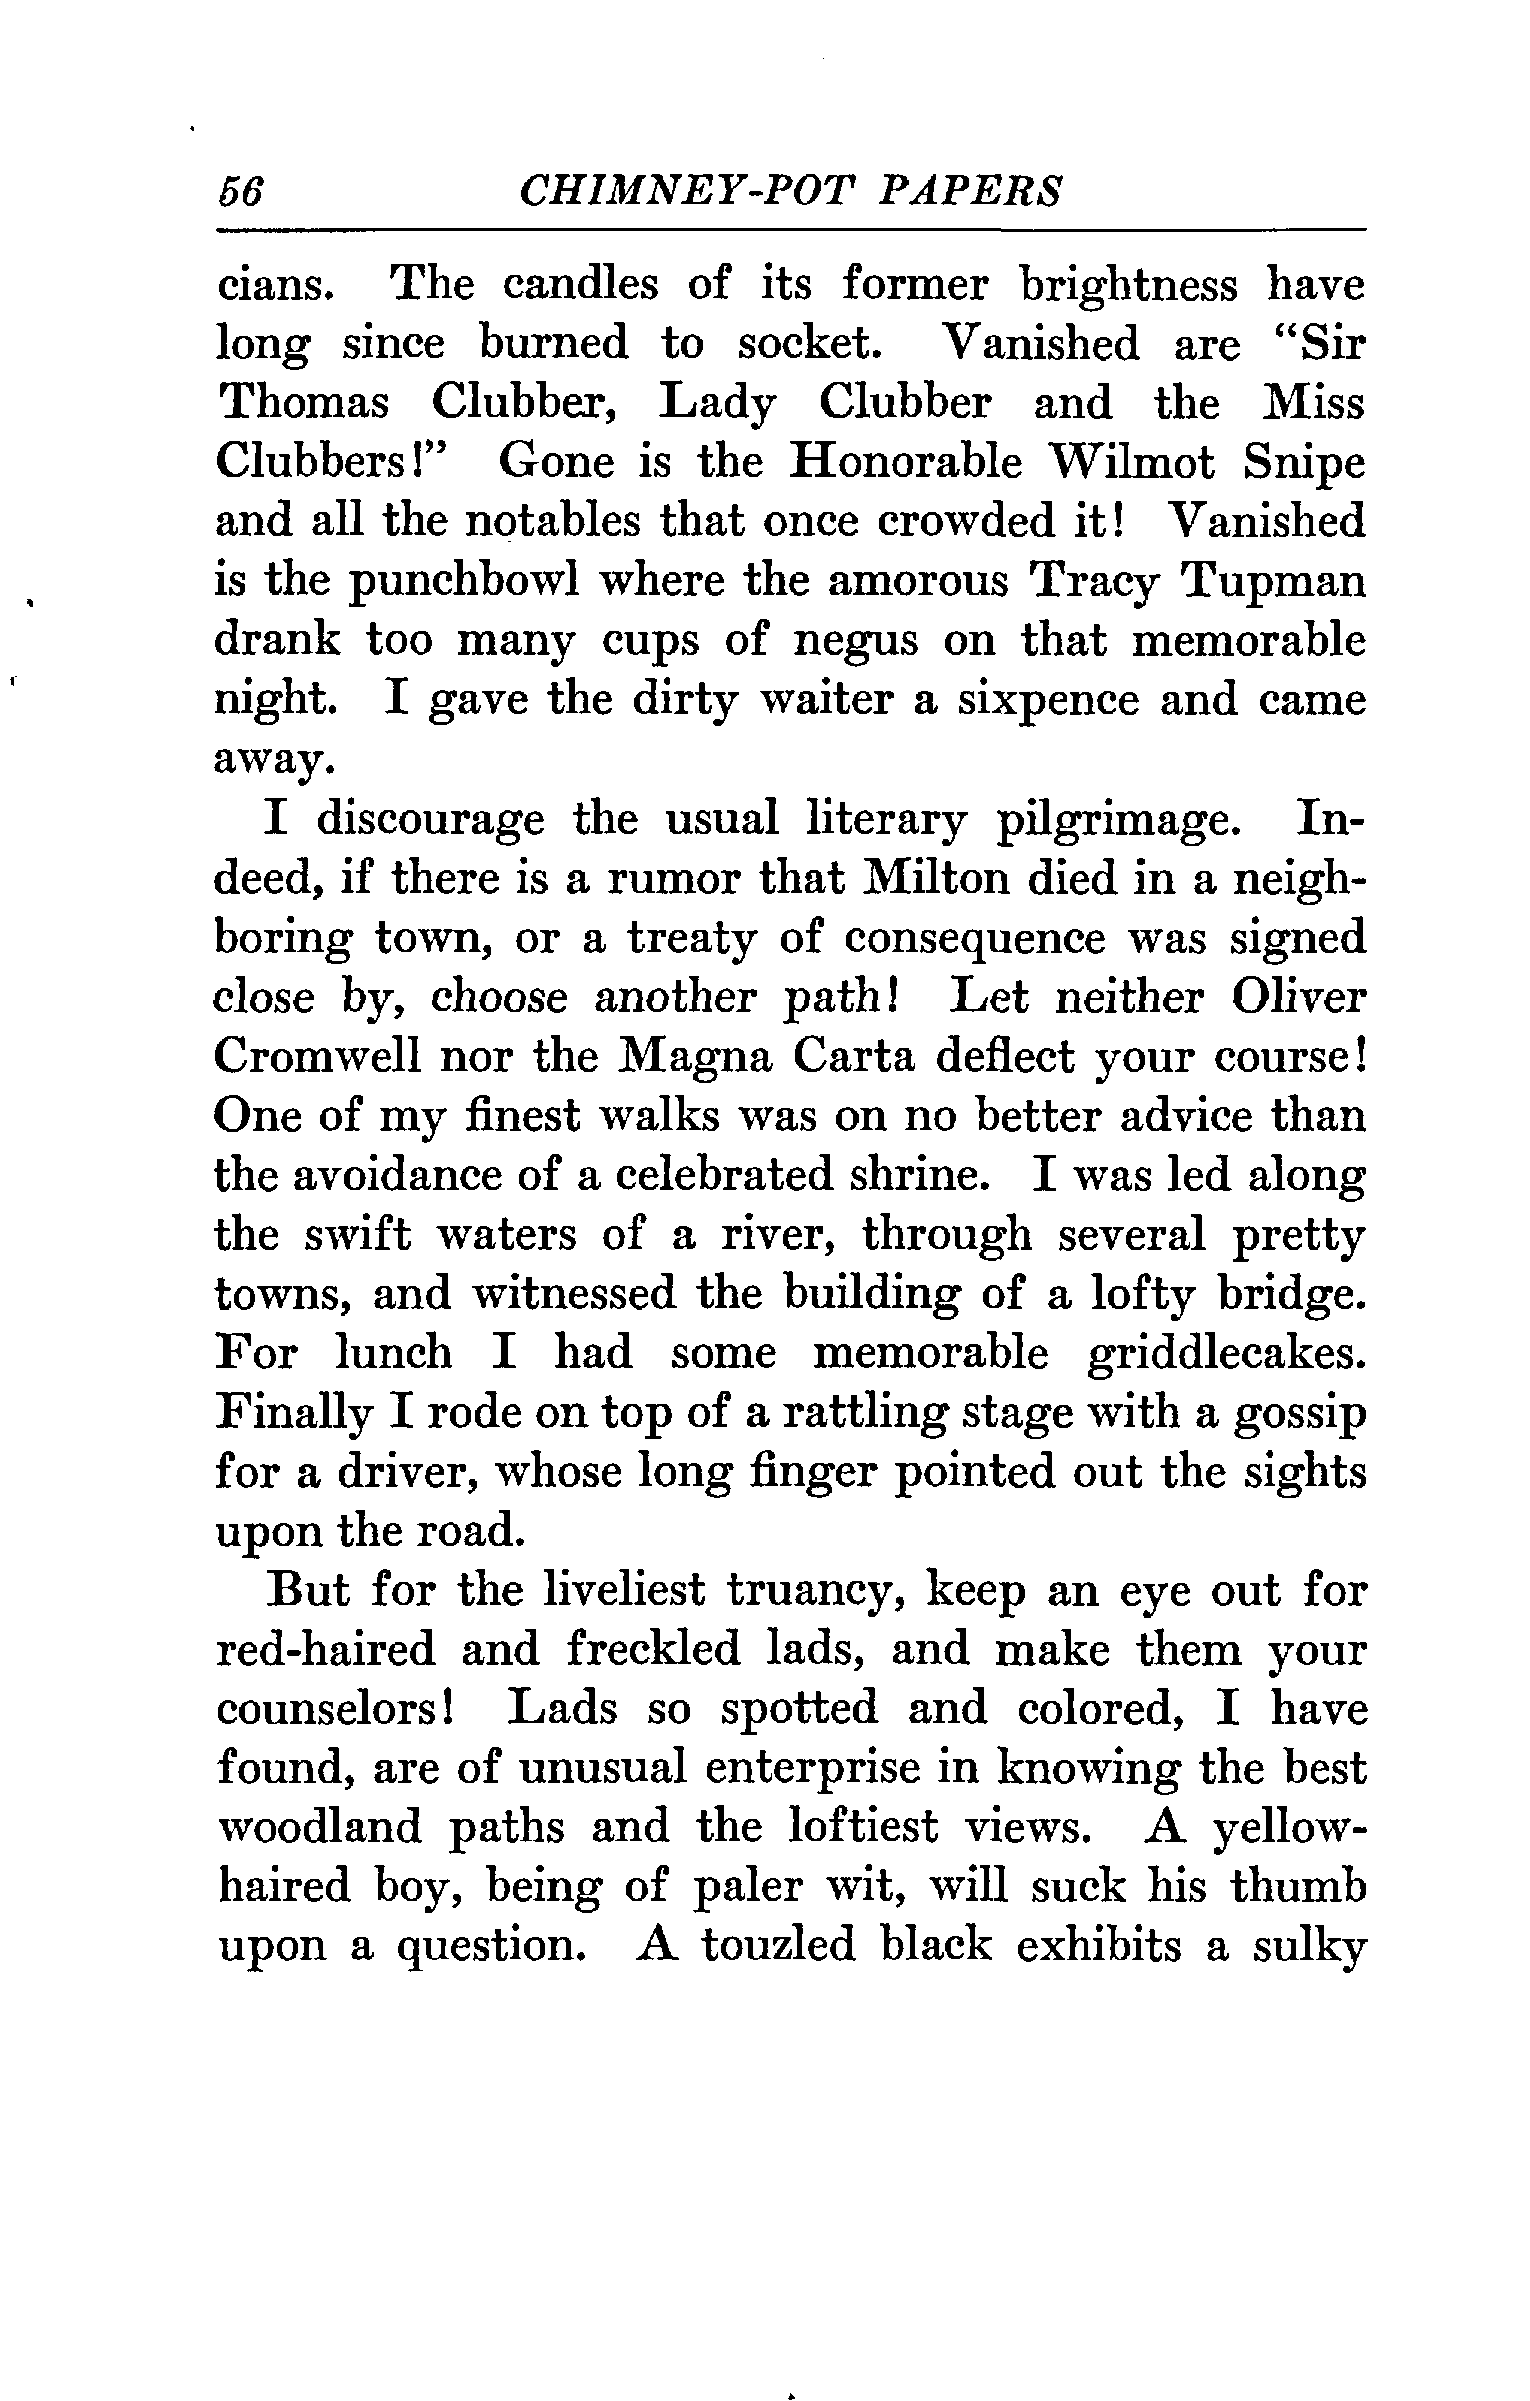 56 CHIMNEY-POT PAPERS
cians. The candles of its former brightness have
long since burned to socket. Vanished are “Sir
Thomas Clubber, Lady Clubber and the Miss
Clubbers!” Gone is the Honorable Wilmot Snipe
and all the notables that once crowded it! Vanished
is the punchbowl where the amorous Tracy Tupman
drank too many cups of negus on that memorable
night. I gave the dirty waiter a sixpence and came
away.
I discourage the usual literary pilgrimage. In-
deed, if there is a rumor that Milton died in a neigh-
boring town, or a treaty of consequence was signed
close by, choose another path! Let neither Oliver
Cromwell nor the Magna Carta deflect your course!
One of my finest walks was on no better advice than
the avoidance of a celebrated shrine. I was led along
the swift waters of a river, through several pretty
towns, and witnessed the building of a lofty bridge.
For lunch I had some memorable griddlecakes.
Finally I rode on top of a rattling stage with a gossip
for a driver, whose long finger pointed out the sights
upon the road.
But for the liveliest truancy, keep an eye out for
red-haired and freckled lads, and make them your
counselors! Lads so spotted and colored, I have
found, are of unusual enterprise in knowing the best
woodland paths and the loftiest views. A yellow-
haired boy, being of paler wit, will suck his thumb
upon a question. A touzled black exhibits a sulky